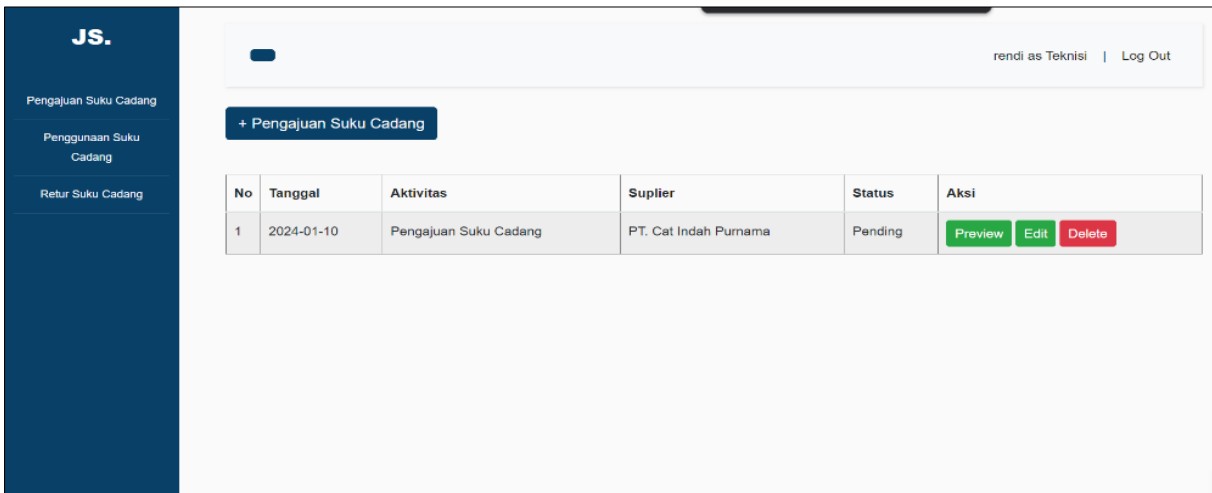 JS.
rendi as Teknisi | Log Out
Pengajuan Suku Cadang
Penggunaan Suku
Cadang
Retur Suku Cadang
+ Pengajuan Suku Cadang
No Tanggal Aktivitas Suplier Status Aksi
1 2024-01-10 Pengajuan Suku Cadang PT. Cat Indah Purnama Pending Preview Edit Delete